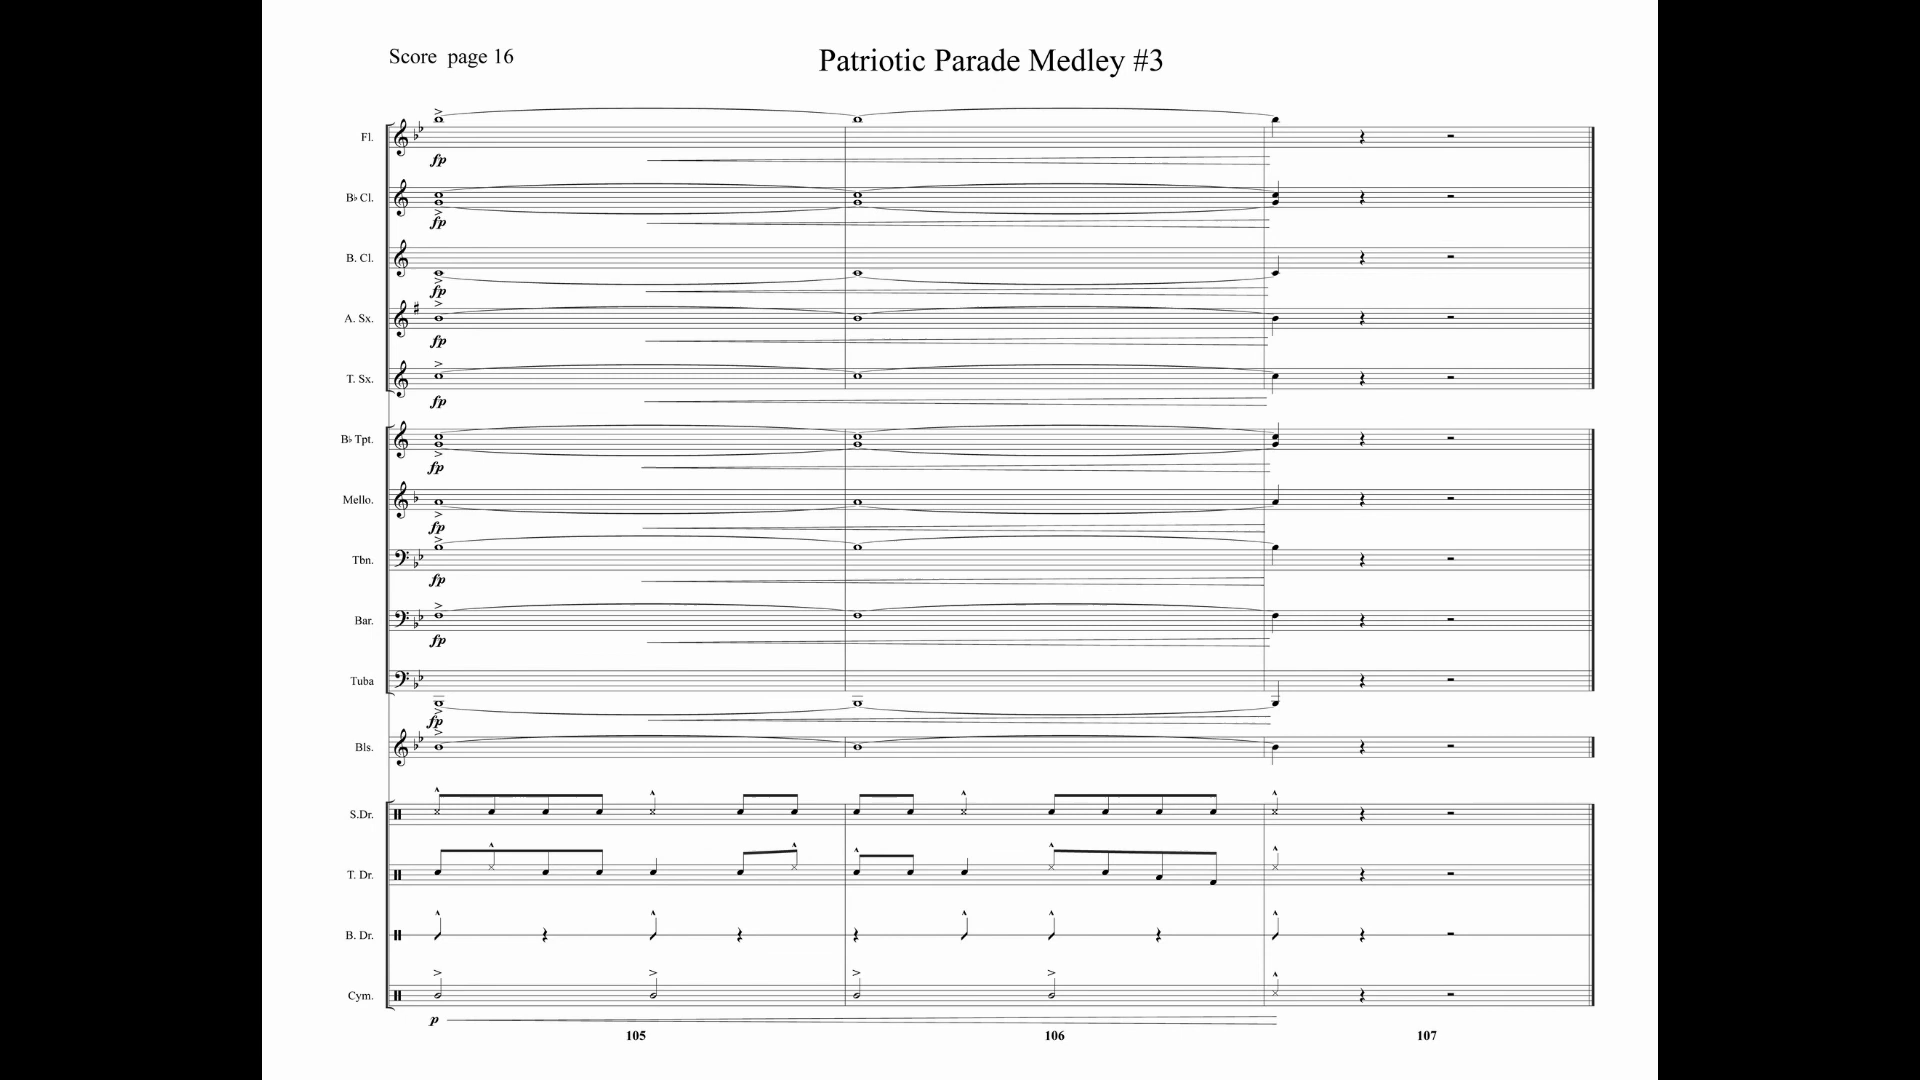 Score page 16
Patriotic Parade Medley #3
Fl.
fp
B♭ Cl.
fp
B. Cl.
fp
A. Sx.
fp
T. Sx.
fp
B♭ Tpt.
fp
Mello.
fp
Tbn.
fp
Bar.
fp
Tuba
fp
Bls.
S.Dr.
T. Dr.
B. Dr.
Cym.
p
105 106 107